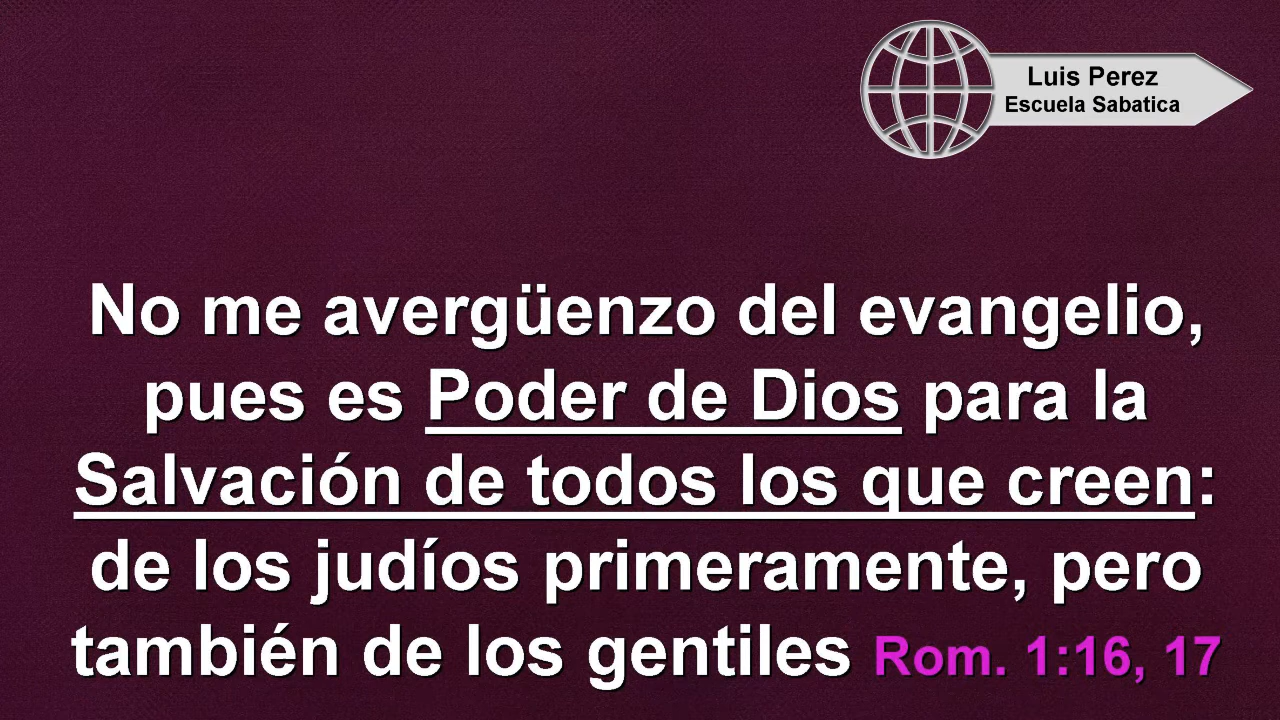 Luis Perez
Escuela Sabatica
No me avergüenzo del evangelio,
pues es Poder de Dios para la
Salvación de todos los que creen:
de los judíos primeramente, pero
también de los gentiles Rom. 1:16, 17